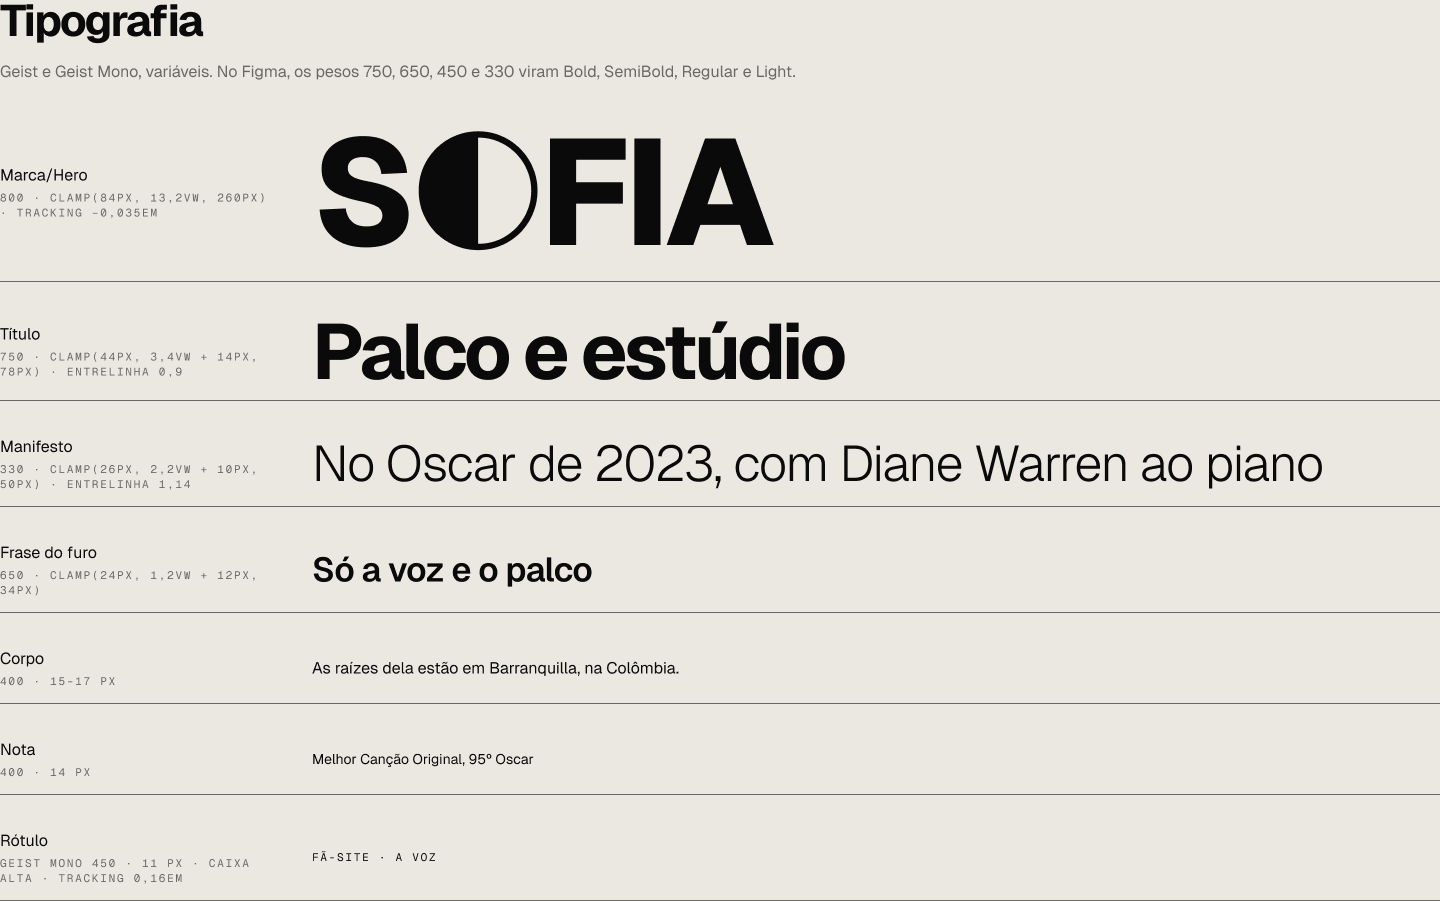 Tipografia
Geist e Geist Mono, variáveis. No Figma, os pesos 750, 650, 450 e 330 viram Bold, SemiBold, Regular e Light.
Marca/Hero
800 · CLAMP(84PX, 13,2VW, 260PX)
· TRACKING −0,035EM
SOFIA
Título
750 · CLAMP(44PX, 3,4VW + 14PX,
78PX) · ENTRELINHA 0,9
Palco e estúdio
Manifesto
330 · CLAMP(26PX, 2,2VW + 10PX,
50PX) · ENTRELINHA 1,14
No Oscar de 2023, com Diane Warren ao piano
Frase do furo
650 · CLAMP(24PX, 1,2VW + 12PX,
34PX)
Só a voz e o palco
Corpo
400 · 15–17 PX
As raízes dela estão em Barranquilla, na Colômbia.
Nota
400 · 14 PX
Melhor Canção Original, 95º Oscar
Rótulo
GEIST MONO 450 · 11 PX · CAIXA
ALTA · TRACKING 0,16EM
FÃ-SITE · A VOZ